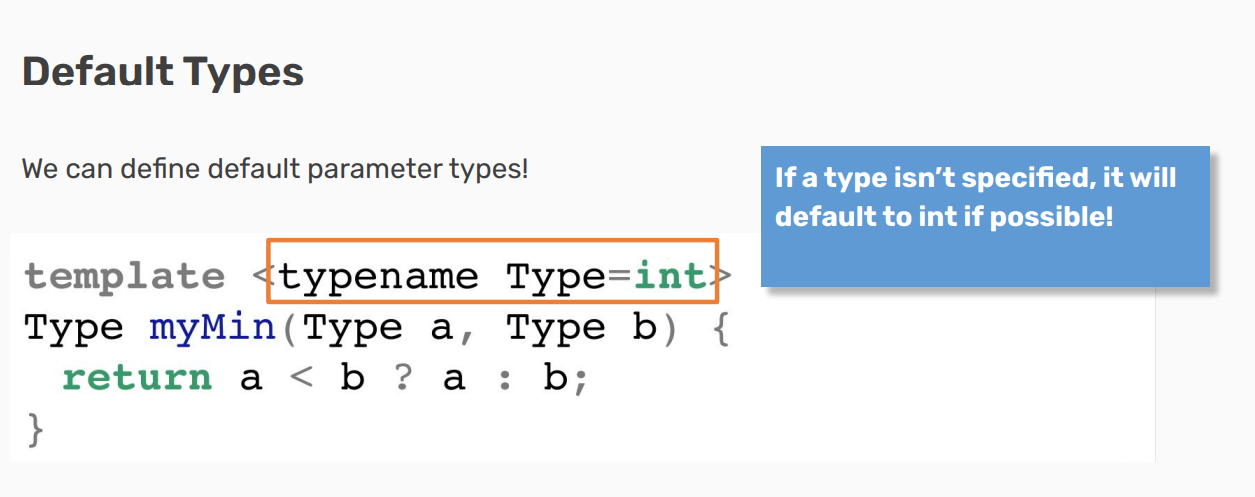 Default Types
We can define default parameter types!
If a type isn’t specified, it will
default to int if possible!
template <typename Type=int>
Type myMin(Type a, Type b) {
  return a < b ? a : b;
}